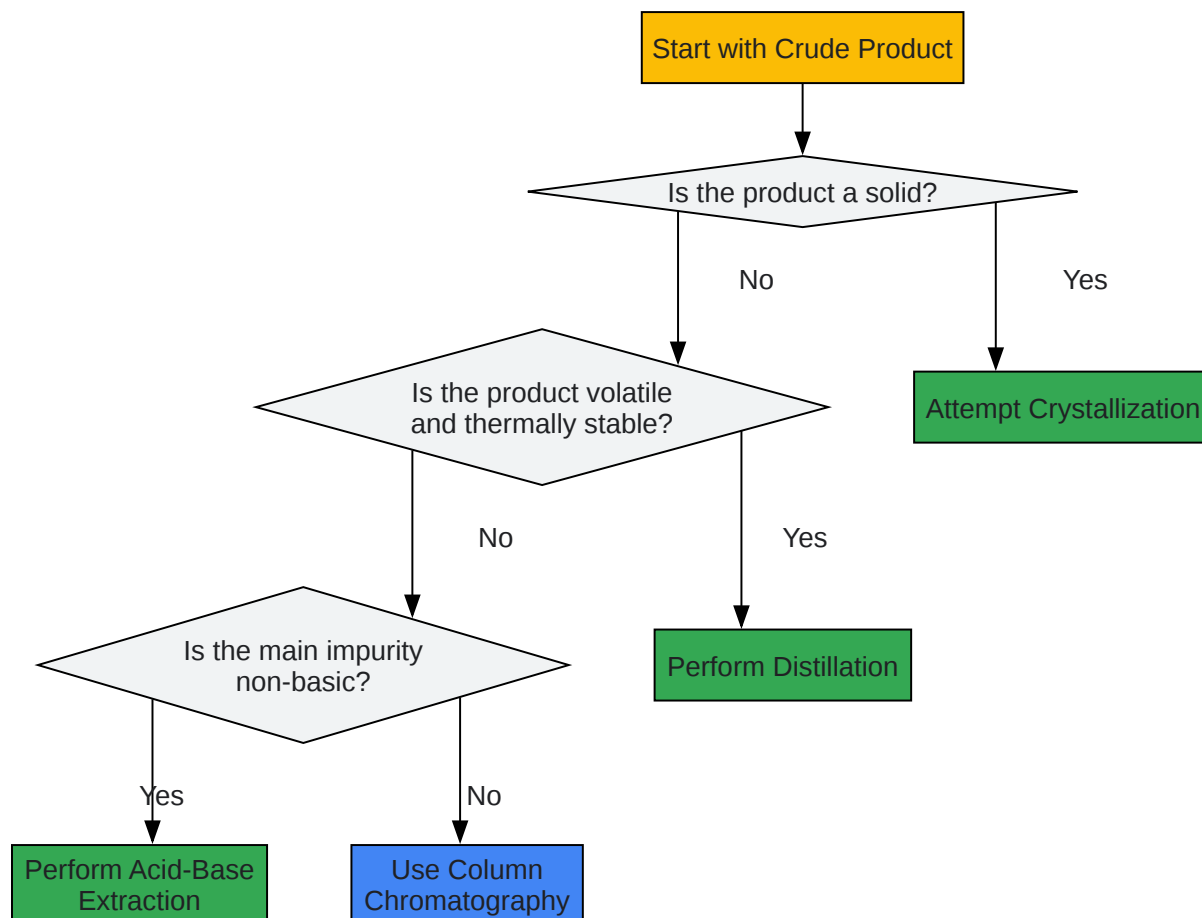 Start with Crude Product
Is the product a solid?
No
Yes
Is the product volatile
and thermally stable?
Attempt Crystallization
No
Yes
Is the main impurity
non-basic?
Perform Distillation
Yes
No
Perform Acid-Base
Extraction
Use Column
Chromatography